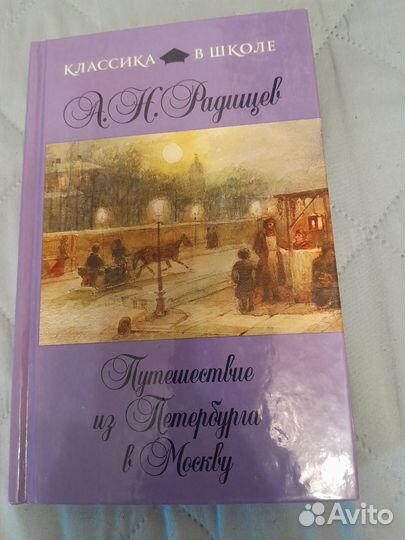 КЛАССИКА В ШКОЛЕ
А. Н. Радищев
Путешествие
из Петербурга
в Москву
Avito